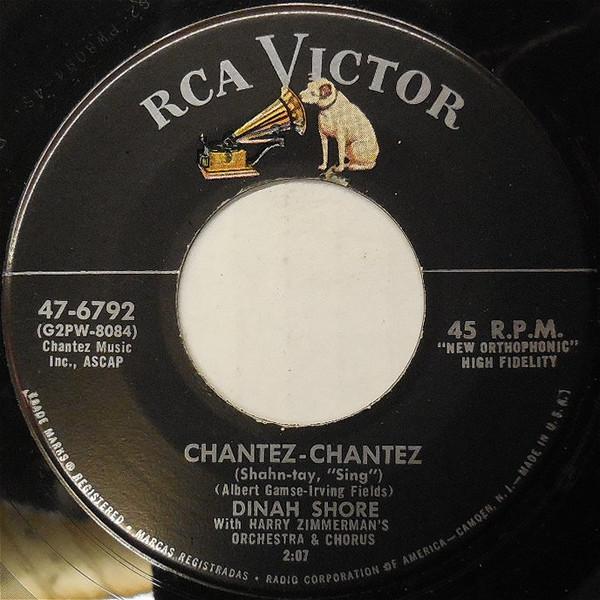 RCA VICTOR
47-6792
(G2PW-8084)
Chantez Music
Inc., ASCAP
45 R.P.M.
"NEW ORTHOPHONIC"
HIGH FIDELITY
CHANTEZ-CHANTEZ
(Shahn-tay, "Sing")
(Albert Gamse-Irving Fields)
DINAH SHORE
With HARRY ZIMMERMAN'S
ORCHESTRA & CHORUS
2:07
TRADE MARKS ® REGISTERED • MARCAS REGISTRADAS • RADIO CORPORATION OF AMERICA—CAMDEN, N. J.—MADE IN U.S.A.